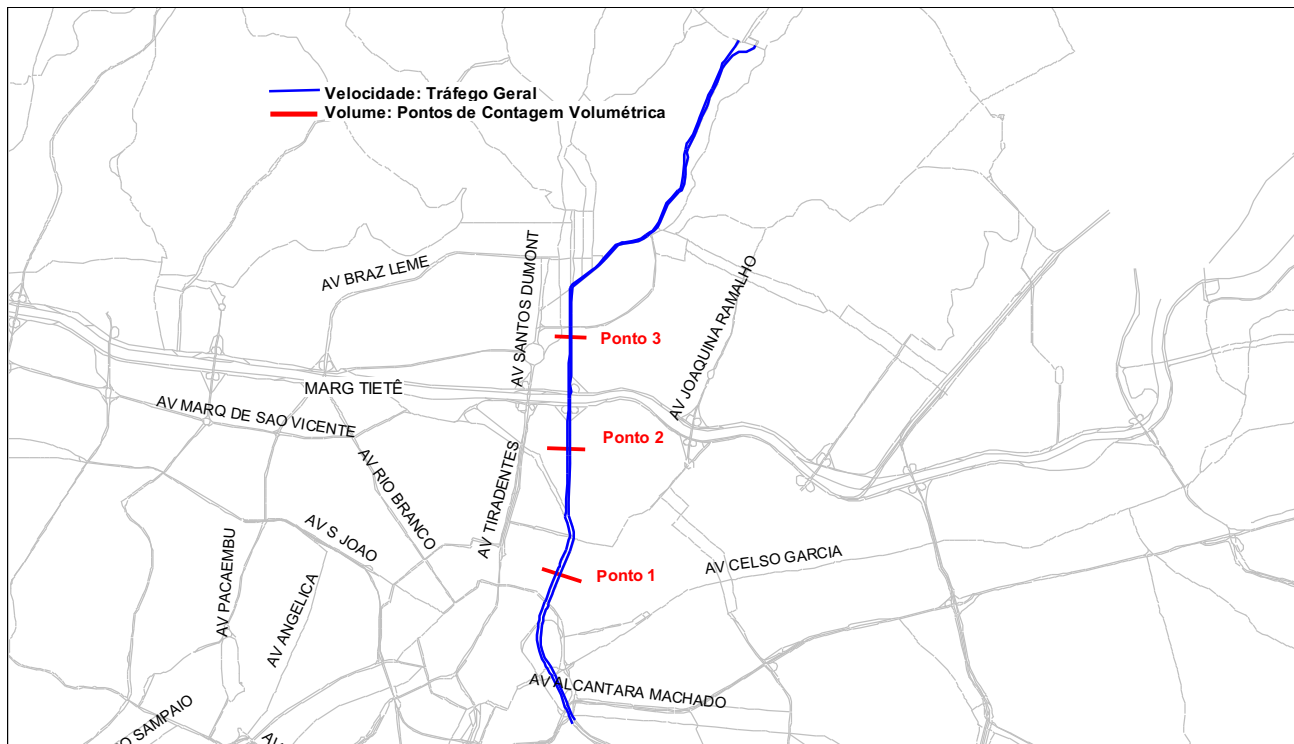 Velocidade: Tráfego Geral
Volume: Pontos de Contagem Volumétrica
AV BRAZ LEME
AV SANTOS DUMONT
AV JOAQUINA RAMALHO
Ponto 3
MARG TIETÊ
AV MARQ DE SAO VICENTE
Ponto 2
AV RIO BRANCO
AV TIRADENTES
AV S JOAO
AV PACAEMBU
AV ANGELICA
Ponto 1
AV CELSO GARCIA
AV ALCANTARA MACHADO
O SAMPAIO
AV